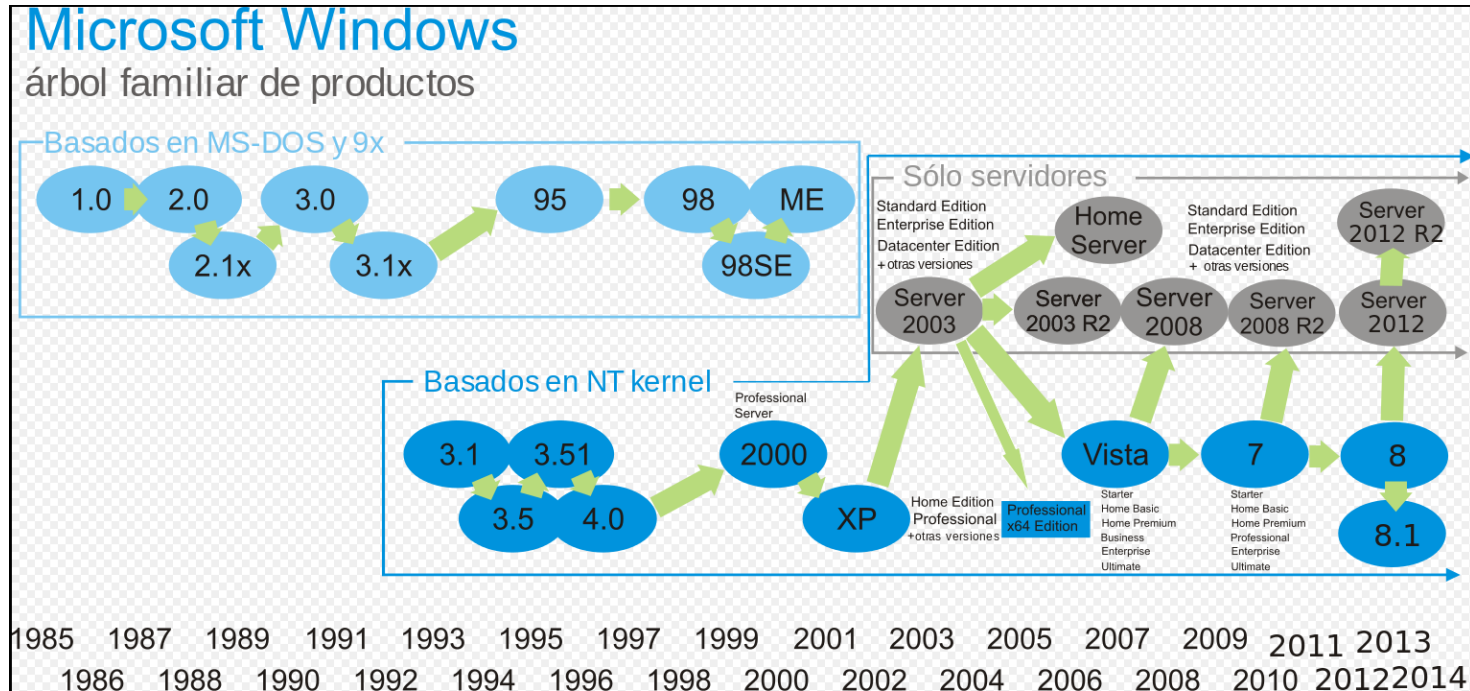 Microsoft Windows
árbol familiar de productos
Basados en MS-DOS y 9x
1.0
2.0
3.0
95
98
ME
2.1x
3.1x
98SE
Sólo servidores
Standard Edition
Enterprise Edition
Datacenter Edition
+ otras versiones
Home
Server
Standard Edition
Enterprise Edition
Datacenter Edition
+ otras versiones
Server
2012 R2
Server
2003
Server
2003 R2
Server
2008
Server
2008 R2
Server
2012
Basados en NT kernel
Professional
Server
3.1
3.51
2000
Vista
7
8
3.5
4.0
XP
Home Edition
Professional
+otras versiones
Professional
x64 Edition
Starter
Home Basic
Home Premium
Business
Enterprise
Ultimate
Starter
Home Basic
Home Premium
Professional
Enterprise
Ultimate
8.1
1985 1987 1989 1991 1993 1995 1997 1999 2001 2003 2005 2007 2009 2011 2013
1986 1988 1990 1992 1994 1996 1998 2000 2002 2004 2006 2008 2010 2012 2014